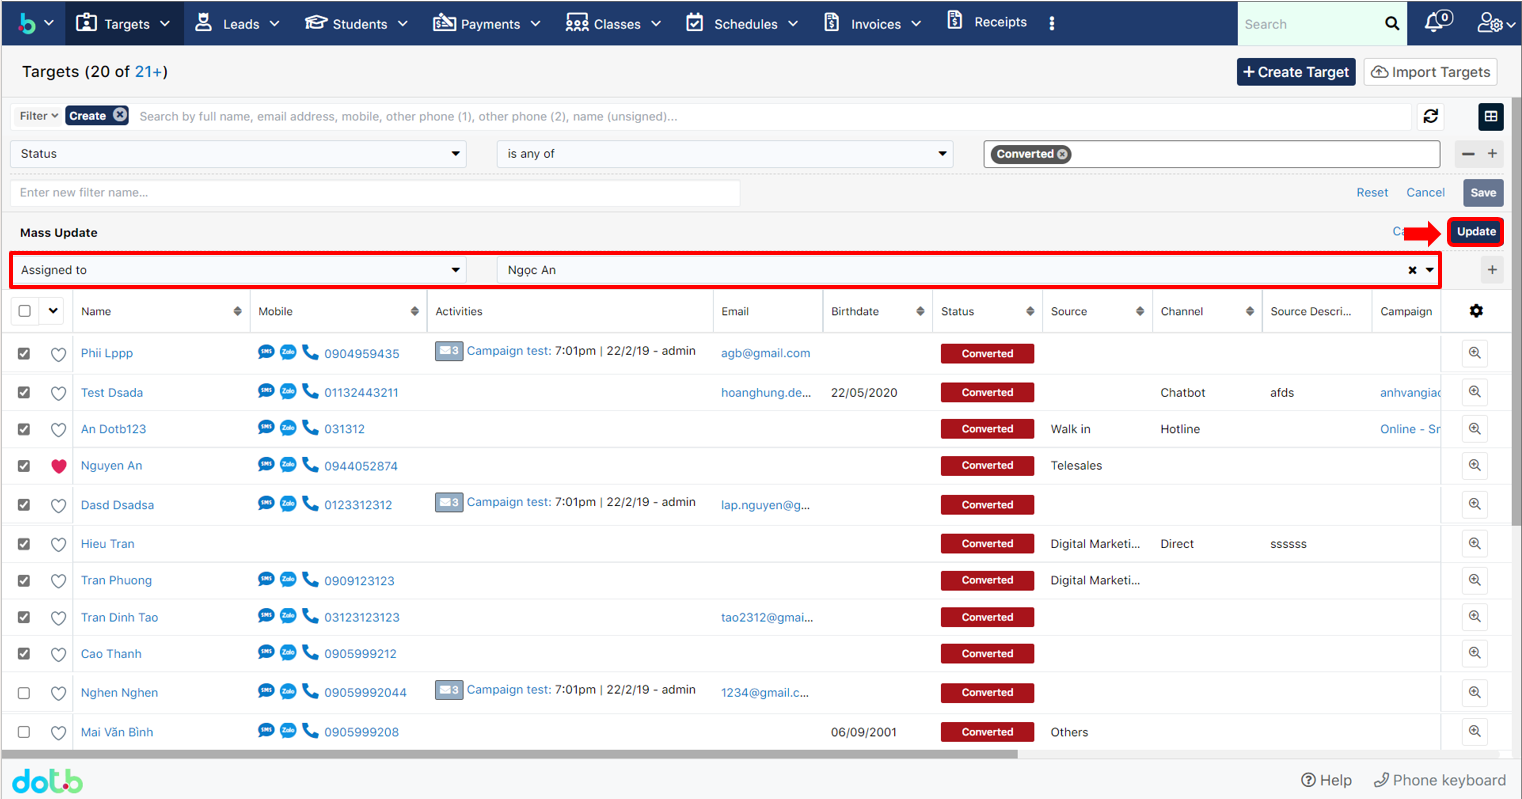 Targets Leads Students Payments Classes Schedules Invoices Receipts Search 0
Targets (20 of 21+) Create Target Import Targets
Filter Create Search by full name, email address, mobile, other phone (1), other phone (2), name (unsigned)...
Status is any of Converted
Enter new filter name... Reset Cancel Save
Mass Update Update
Assigned to Ngọc An
Name Mobile Activities Email Birthdate Status Source Channel Source Descri... Campaign
Phii Lppp SMS Zalo 0904959435 3 Campaign test: 7:01pm | 22/2/19 - admin agb@gmail.com Converted
Test Dsada SMS Zalo 01132443211 hoanghung.de... 22/05/2020 Converted Chatbot afds anhvangiao
An Dotb123 SMS Zalo 031312 Converted Walk in Hotline Online - Sr
Nguyen An SMS Zalo 0944052874 Converted Telesales
Dasd Dsadsa SMS Zalo 0123312312 3 Campaign test: 7:01pm | 22/2/19 - admin lap.nguyen@g... Converted
Hieu Tran Converted Digital Marketi... Direct ssssss
Tran Phuong SMS Zalo 0909123123 Converted Digital Marketi...
Tran Dinh Tao SMS Zalo 03123123123 tao2312@gmai... Converted
Cao Thanh SMS Zalo 0905999212 Converted
Nghen Nghen SMS Zalo 09059992044 3 Campaign test: 7:01pm | 22/2/19 - admin 1234@gmail.c... Converted
Mai Văn Bình SMS Zalo 0905999208 06/09/2001 Converted Others
dotb Help Phone keyboard